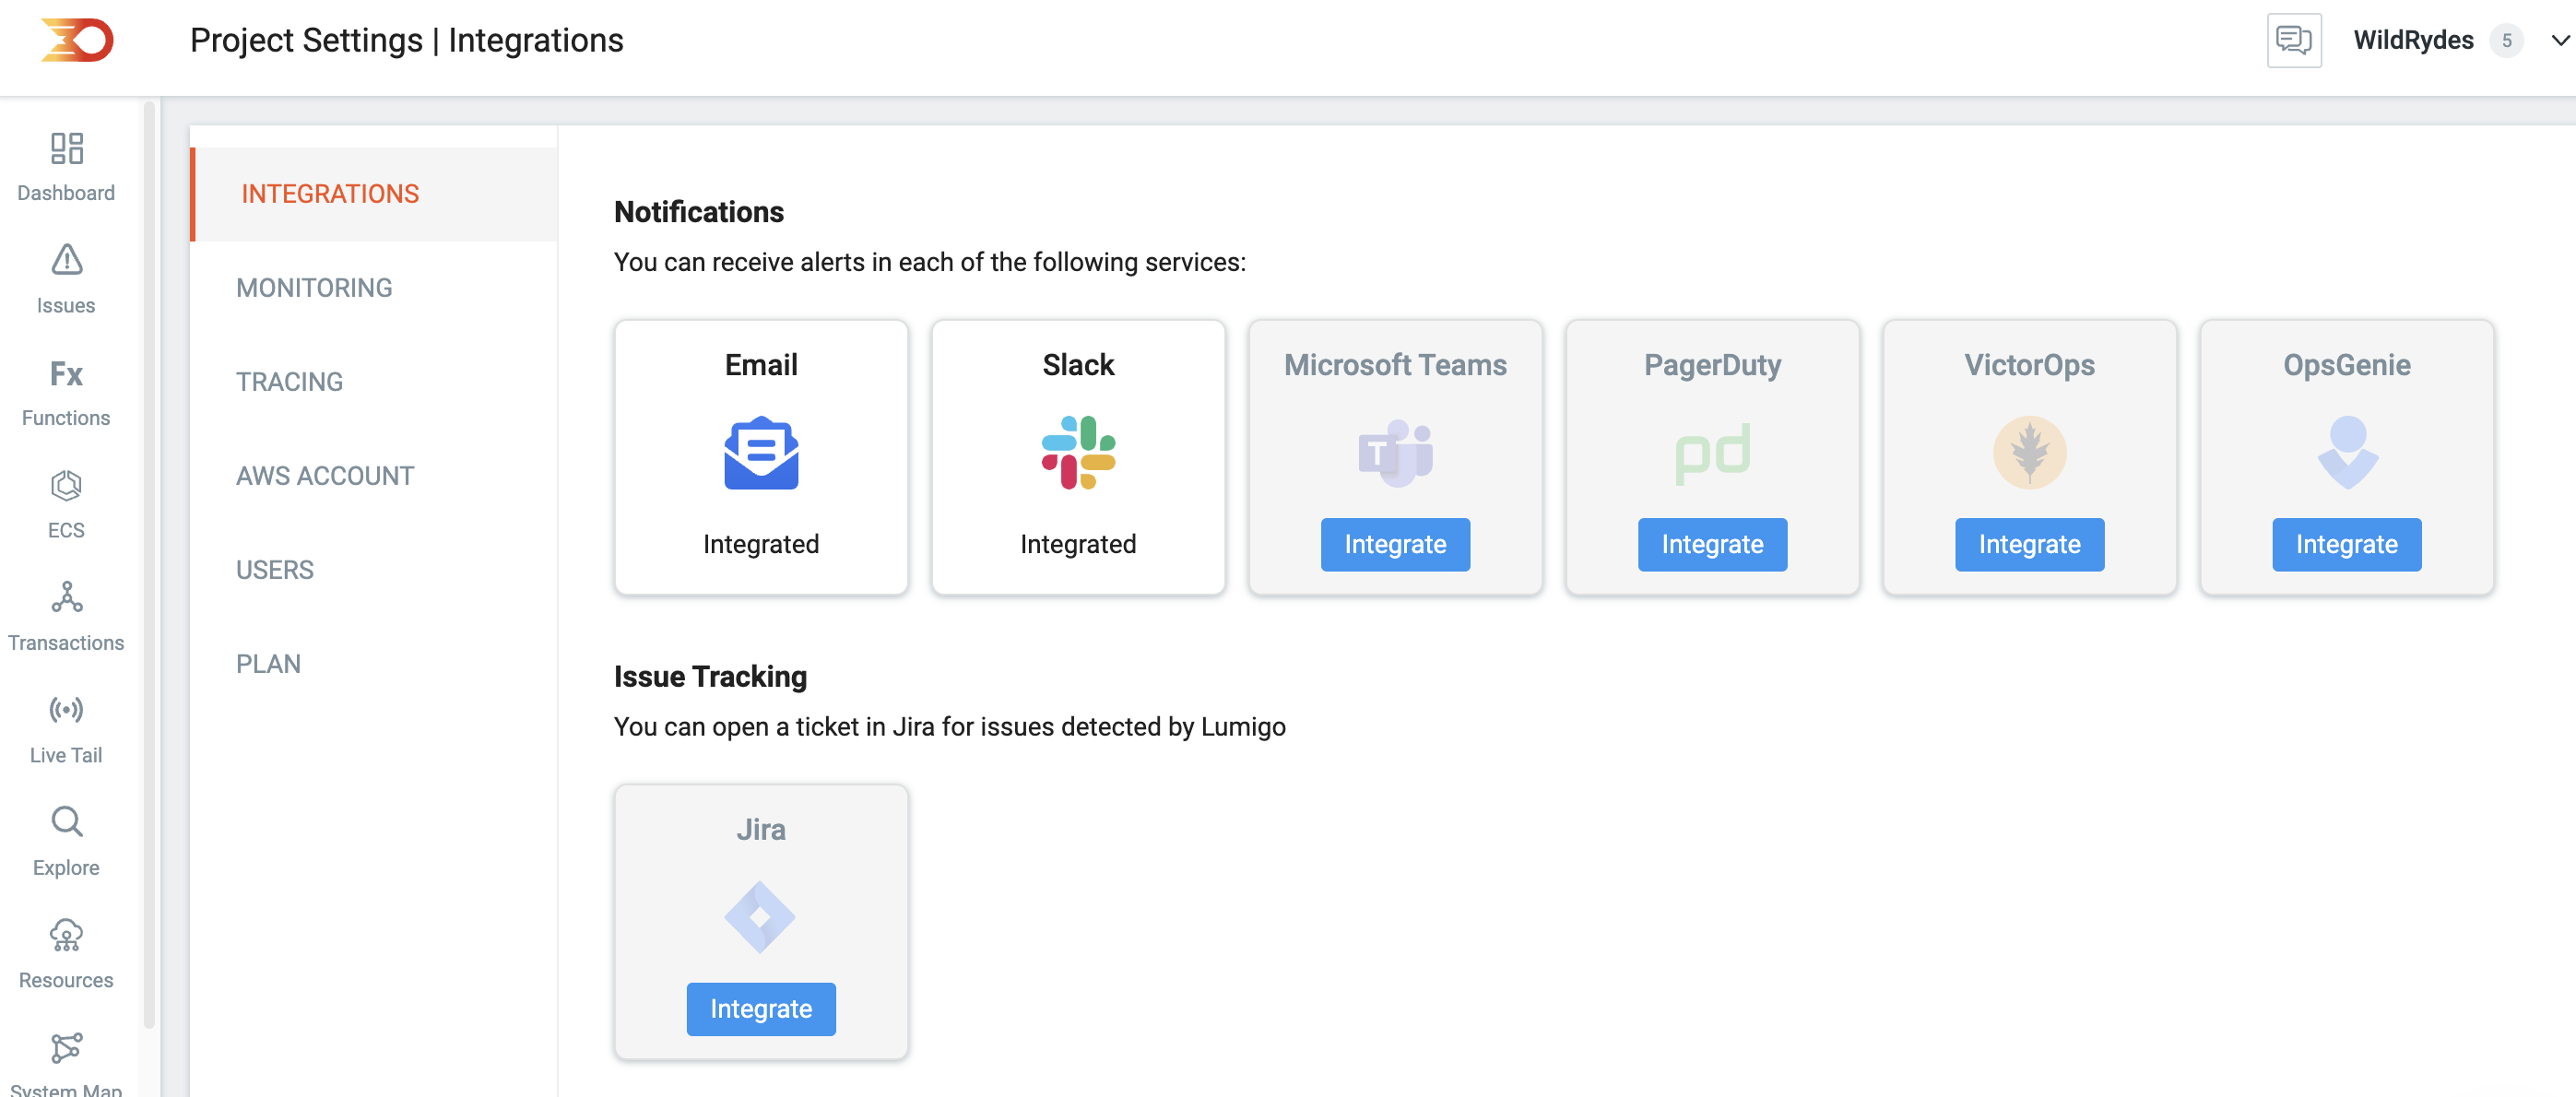 Project Settings | Integrations
WildRydes 5
Dashboard
Issues
Fx
Functions
ECS
Transactions
Live Tail
Explore
Resources
System Map
INTEGRATIONS
MONITORING
TRACING
AWS ACCOUNT
USERS
PLAN
Notifications
You can receive alerts in each of the following services:
Email
Integrated
Slack
Integrated
Microsoft Teams
T
Integrate
PagerDuty
pd
Integrate
VictorOps
Integrate
OpsGenie
Integrate
Issue Tracking
You can open a ticket in Jira for issues detected by Lumigo
Jira
Integrate